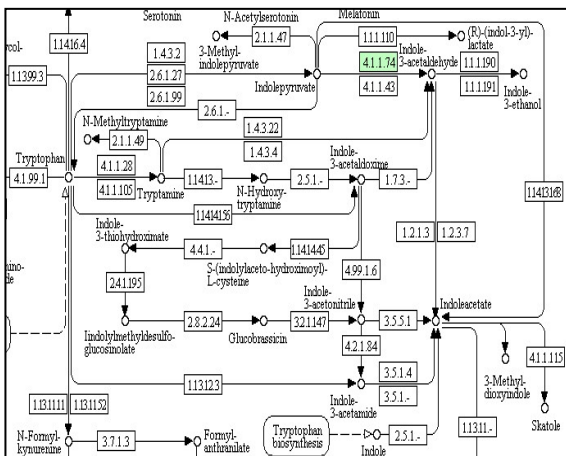 Serotonin
N-Acetylserotonin
Melatonin
1.14.16.4
2.1.1.47
1.1.1.110
(R)-(indol-3-yl)-
lactate
3-Methyl-
indolepyruvate
ycol-
1.13.99.3
1.4.3.2
2.6.1.27
2.6.1.99
Indolepyruvate
4.1.1.74
4.1.1.43
Indole-
3-acetaldehyde
1.1.1.190
1.1.1.191
Indole-
3-ethanol
2.6.1.-
N-Methyltryptamine
2.1.1.49
1.4.3.22
1.4.3.4
Tryptophan
4.1.99.1
4.1.1.28
4.1.1.105
Tryptamine
1.14.13.-
N-Hydroxy-
tryptamine
2.5.1.-
Indole-
3-acetaldoxime
1.7.3.-
1.14.14.156
1.14.13.168
Indole-
3-thiohydroximate
4.4.1.-
1.14.14.45
S-(indolylaceto-hydroximoyl)-
L-cysteine
1.2.1.3
1.2.3.7
ino-
de
2.4.1.195
4.99.1.6
Indole-
3-acetonitrile
Indoleacetate
Iindolylmethyldesulfo-
glucosinolate
2.8.2.24
Glucobrassicin
3.2.1.147
3.5.5.1
4.2.1.84
1.13.12.3
3.5.1.4
3.5.1.-
Indole-
3-acetamide
3-Methyl-
dioxyindole
4.1.1.115
Skatole
1.13.11.11
1.13.11.52
N-Formyl-
kynurenine
3.7.1.3
Formyl-
anthranilate
Tryptophan
biosynthesis
Indole
2.5.1.-
1.13.11.-